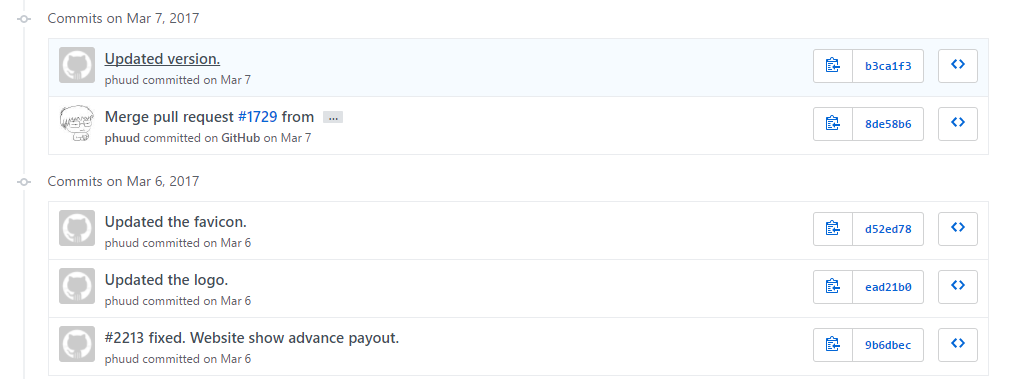 Commits on Mar 7, 2017
Updated version.
phuud committed on Mar 7
b3ca1f3
Merge pull request #1729 from ...
phuud committed on GitHub on Mar 7
8de58b6
Commits on Mar 6, 2017
Updated the favicon.
phuud committed on Mar 6
d52ed78
Updated the logo.
phuud committed on Mar 6
ead21b0
#2213 fixed. Website show advance payout.
phuud committed on Mar 6
9b6dbec